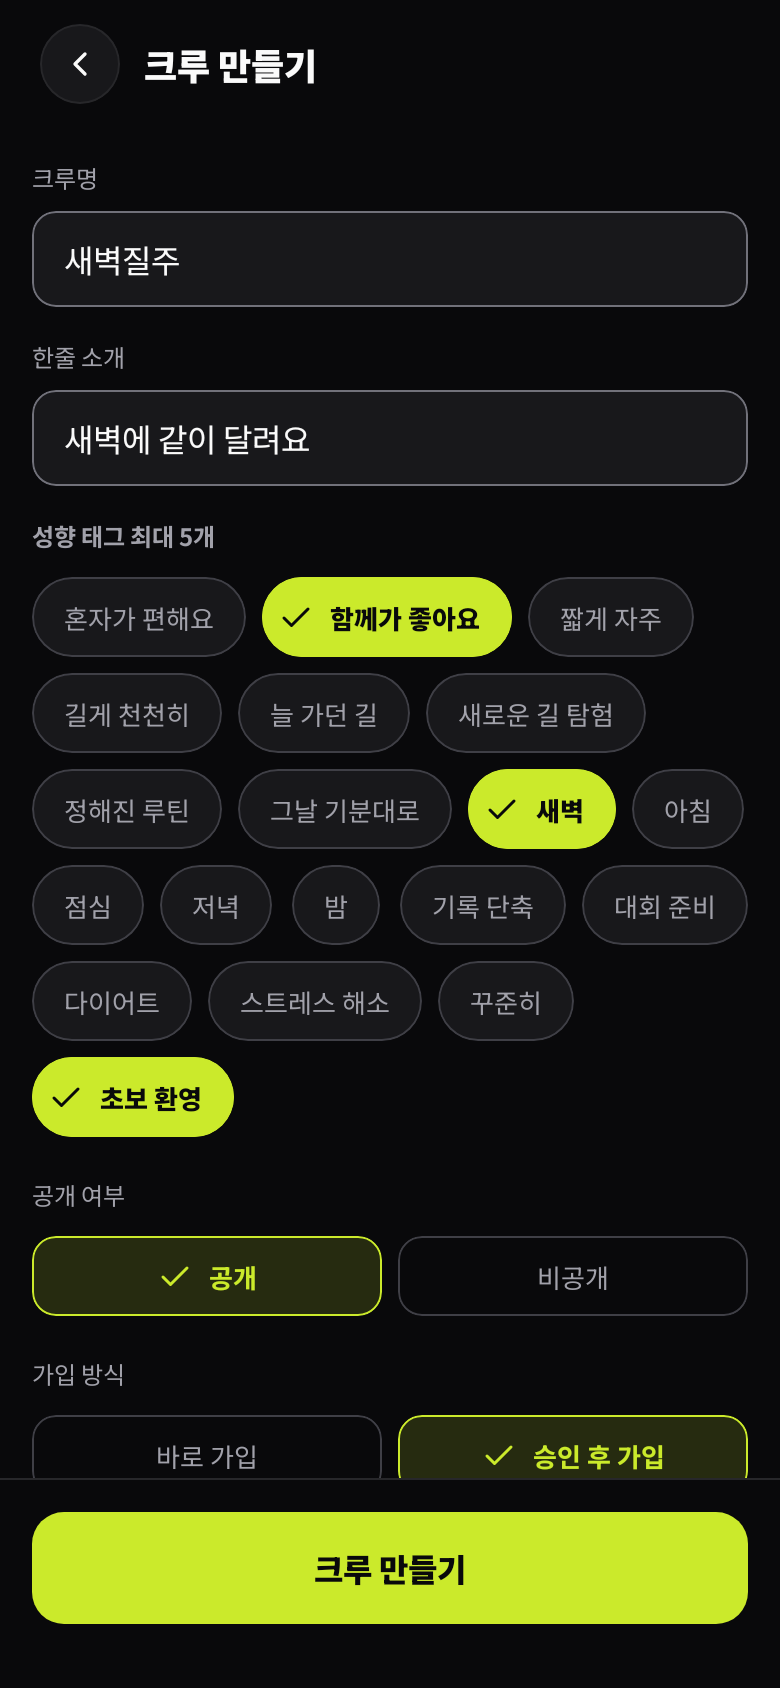 크루 만들기
크루명
새벽질주
한줄 소개
새벽에 같이 달려요
성향 태그 최대 5개
혼자가 편해요 함께가 좋아요 짧게 자주
길게 천천히 늘 가던 길 새로운 길 탐험
정해진 루틴 그날 기분대로 새벽 아침
점심 저녁 밤 기록 단축 대회 준비
다이어트 스트레스 해소 꾸준히
초보 환영
공개 여부
공개 비공개
가입 방식
바로 가입 승인 후 가입
크루 만들기